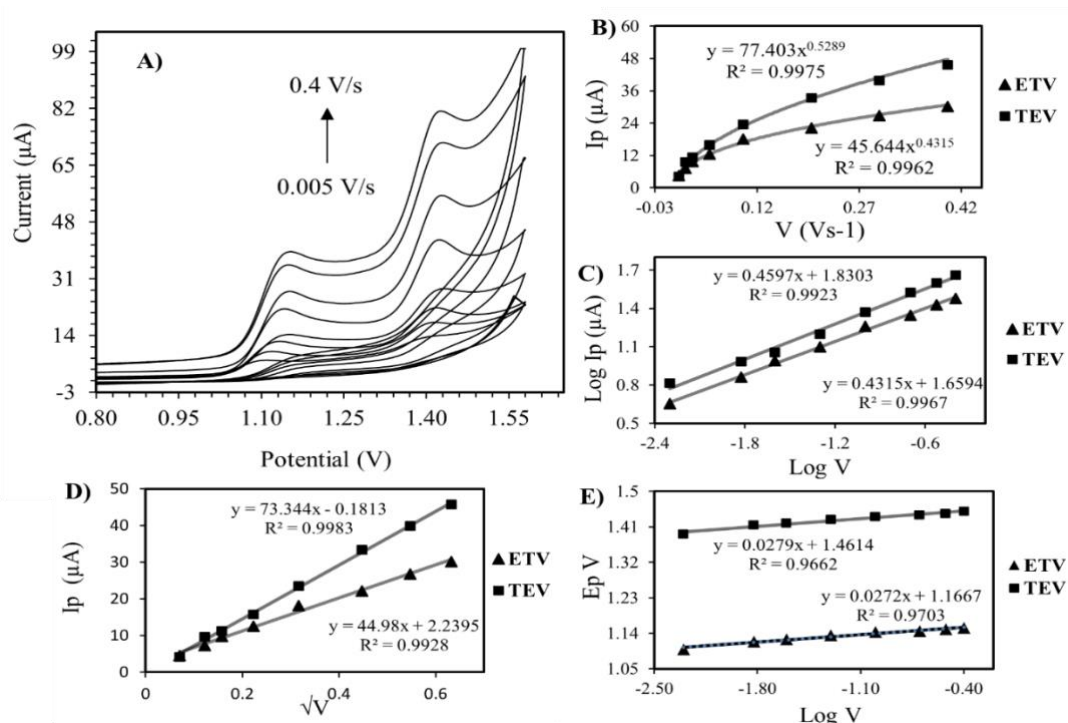 A)
99
82
65
48
31
14
-3
Current (µA)
0.4 V/s
0.005 V/s
0.80 0.95 1.10 1.25 1.40 1.55
Potential (V)
B)
60
48
36
24
12
0
Ip (µA)
y = 77.403x^0.5289
R² = 0.9975
y = 45.644x^0.4315
R² = 0.9962
-0.03 0.12 0.27 0.42
V (Vs-1)
ETV
TEV
C)
1.7
1.4
1.1
0.8
0.5
Log Ip (µA)
y = 0.4597x + 1.8303
R² = 0.9923
y = 0.4315x + 1.6594
R² = 0.9967
-2.4 -1.8 -1.2 -0.6
Log V
ETV
TEV
D)
50
40
30
20
10
0
Ip (µA)
y = 73.344x - 0.1813
R² = 0.9983
y = 44.98x + 2.2395
R² = 0.9928
0 0.2 0.4 0.6
√V
ETV
TEV
E)
1.5
1.41
1.32
1.23
1.14
1.05
Ep V
y = 0.0279x + 1.4614
R² = 0.9662
y = 0.0272x + 1.1667
R² = 0.9703
-2.50 -1.80 -1.10 -0.40
Log V
ETV
TEV